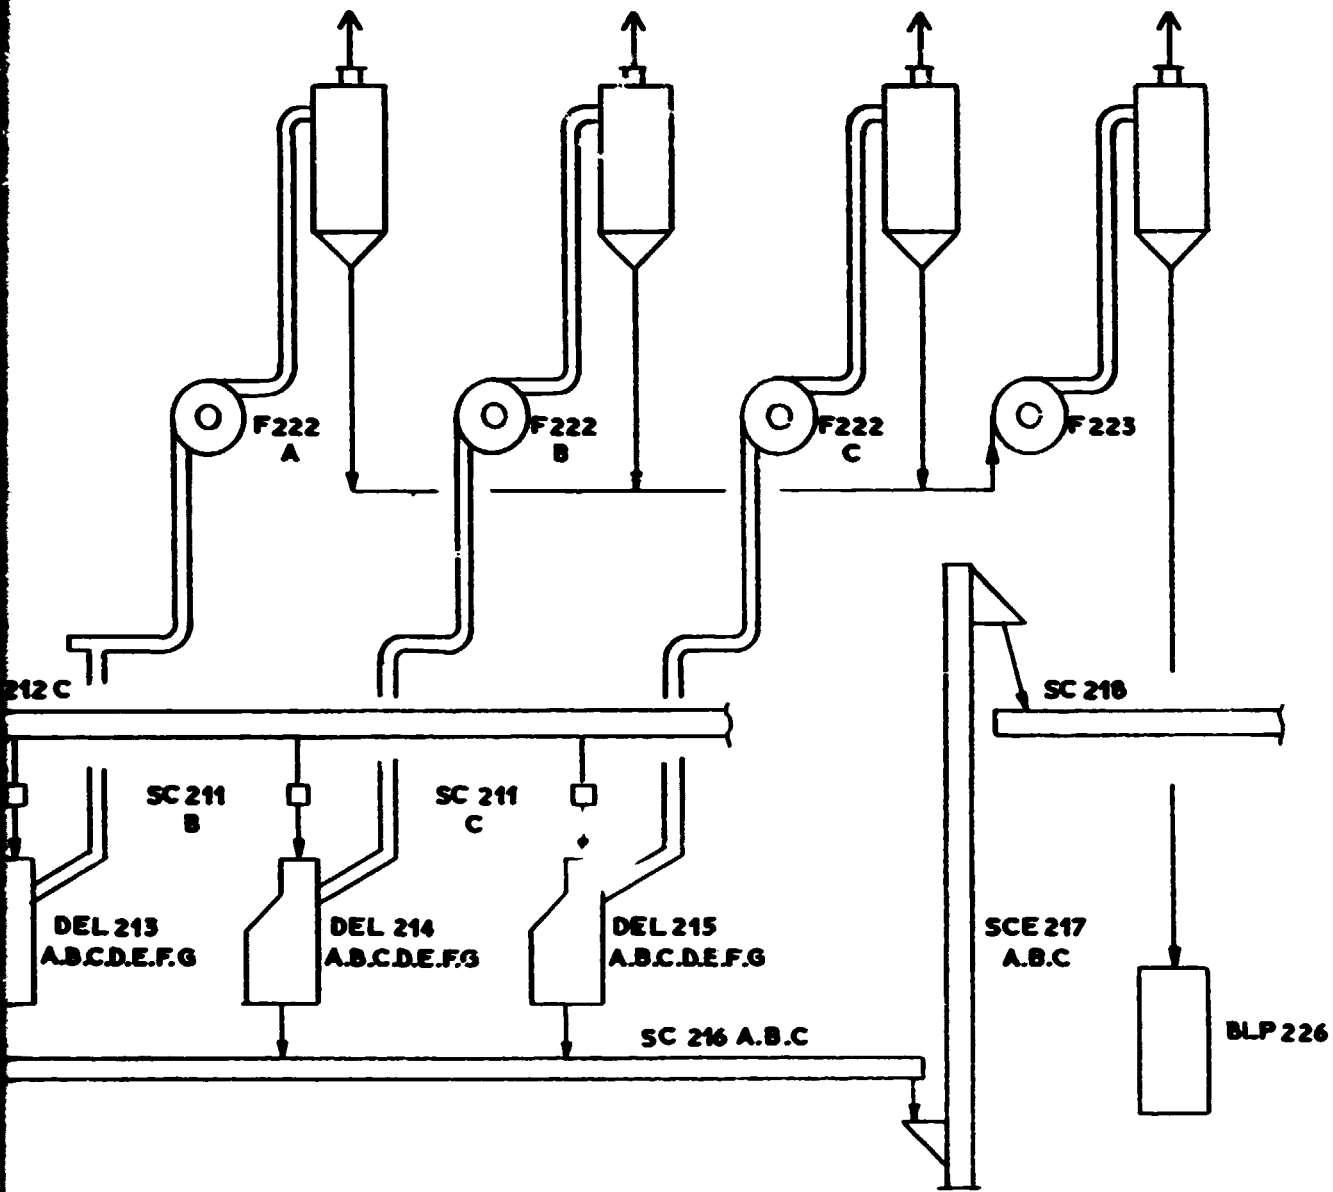 F222
A
F222
B
F222
C
F223
212 C
SC 218
SC 211
B
SC 211
C
DEL 213
A.B.C.D.E.F.G
DEL 214
A.B.C.D.E.F.G
DEL 215
A.B.C.D.E.F.G
SCE 217
A.B.C
SC 216 A.B.C
BLP 226